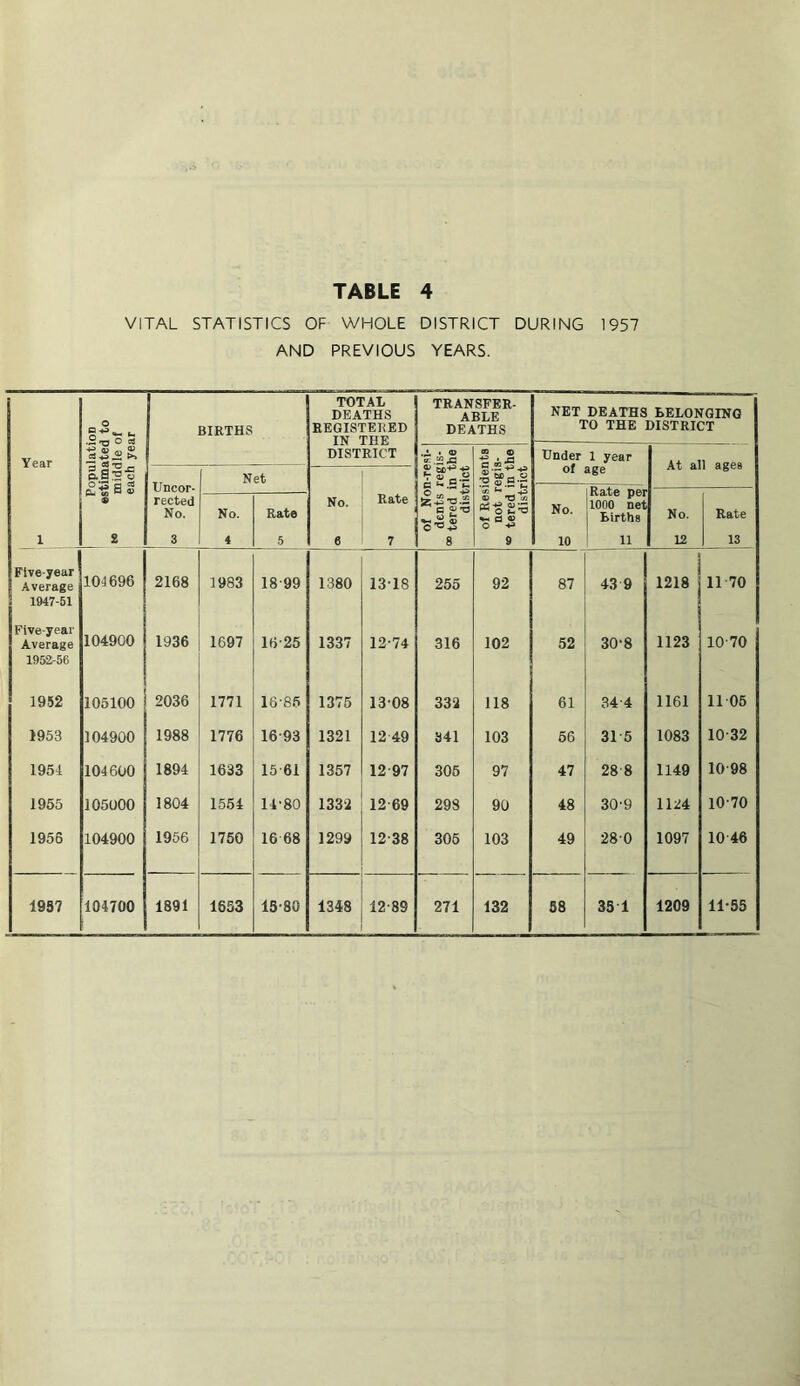 TABLE 4
VITAL STATISTICS OF WHOLE DISTRICT DURING 1957
AND PREVIOUS YEARS.
Year 1
Population estimated to middle of each year 2
BIRTHS
Uncorrected No. 3
Net
No. 4
Rate 5
TOTAL DEATHS REGISTERED IN THE DISTRICT
No. 6
Rate 7
TRANSFERABLE DEATHS
of Non-residents registered in the district 8
of Residents not registered in the district 9
NET DEATHS BELONGING TO THE DISTRICT
Under 1 year of age
No. 10
Rate per 1000 net births 11
At all ages
No. 12
Rate 13
Five-year Average 1947-51 104696 2168 1983 18·99 1380 13·18 255 92 87 43·9 1218 11·70
Five-year Average 1952-56 104900 1936 1697 16·25 1337 12·74 316 102 52 30·8 1123 10·70
1952 105100 2036 1771 16·85 1375 13·08 332 118 61 34·4 1161 11·05
1953 104900 1988 1776 16·93 1321 12·49 341 103 56 31·5 1083 10·32
1954 104600 1894 1633 15·61 1357 12·97 305 97 47 28·8 1149 10·98
1955 105000 1804 1554 14·80 1332 12·69 298 90 48 30·9 1124 10·70
1956 104900 1956 1750 16·68 1299 12·38 305 103 49 28·0 1097 10·46
1957 104700 1891 1653 15·80 1348 12·89 271 132 58 35·1 1209 11·55